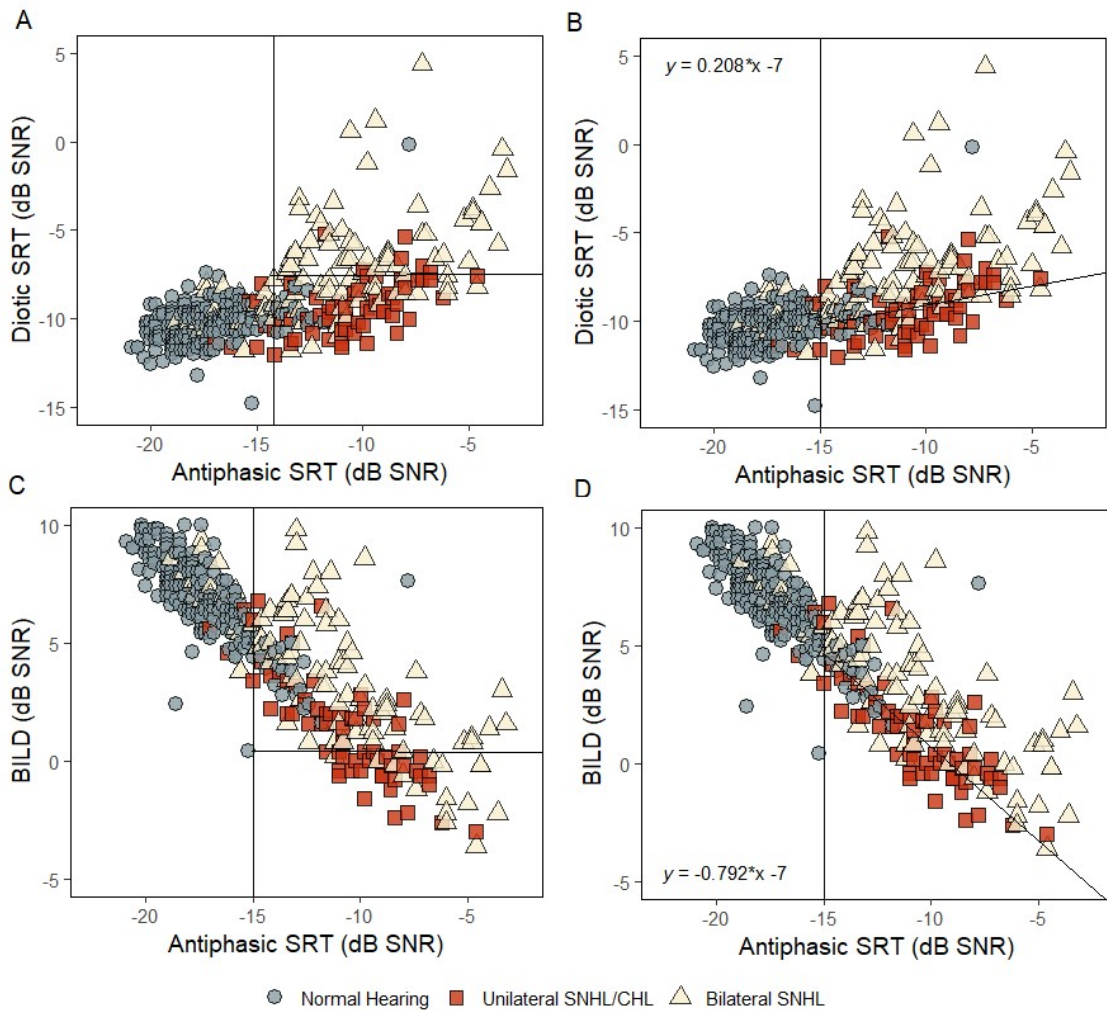 A
Diotic SRT (dB SNR)
5
0
-5
-10
-15
-20
-15
-10
-5
Antiphasic SRT (dB SNR)
B
y = 0.208*x -7
Diotic SRT (dB SNR)
5
0
-5
-10
-15
-20
-15
-10
-5
Antiphasic SRT (dB SNR)
C
BILD (dB SNR)
10
5
0
-5
-20
-15
-10
-5
Antiphasic SRT (dB SNR)
D
BILD (dB SNR)
10
5
0
-5
y = -0.792*x -7
-20
-15
-10
-5
Antiphasic SRT (dB SNR)
Normal Hearing Unilateral SNHL/CHL Bilateral SNHL